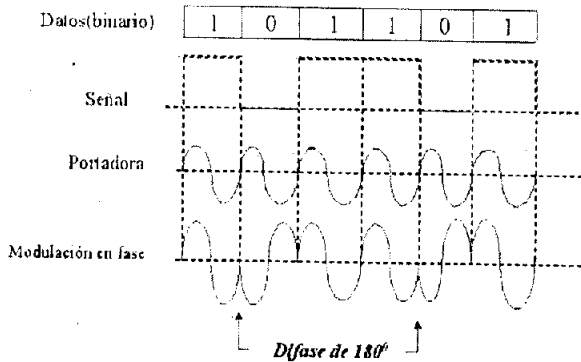 Datos(binario) 1 0 1 1 0 1
Señal
Portadora
Modulación en fase
Difase de 180º